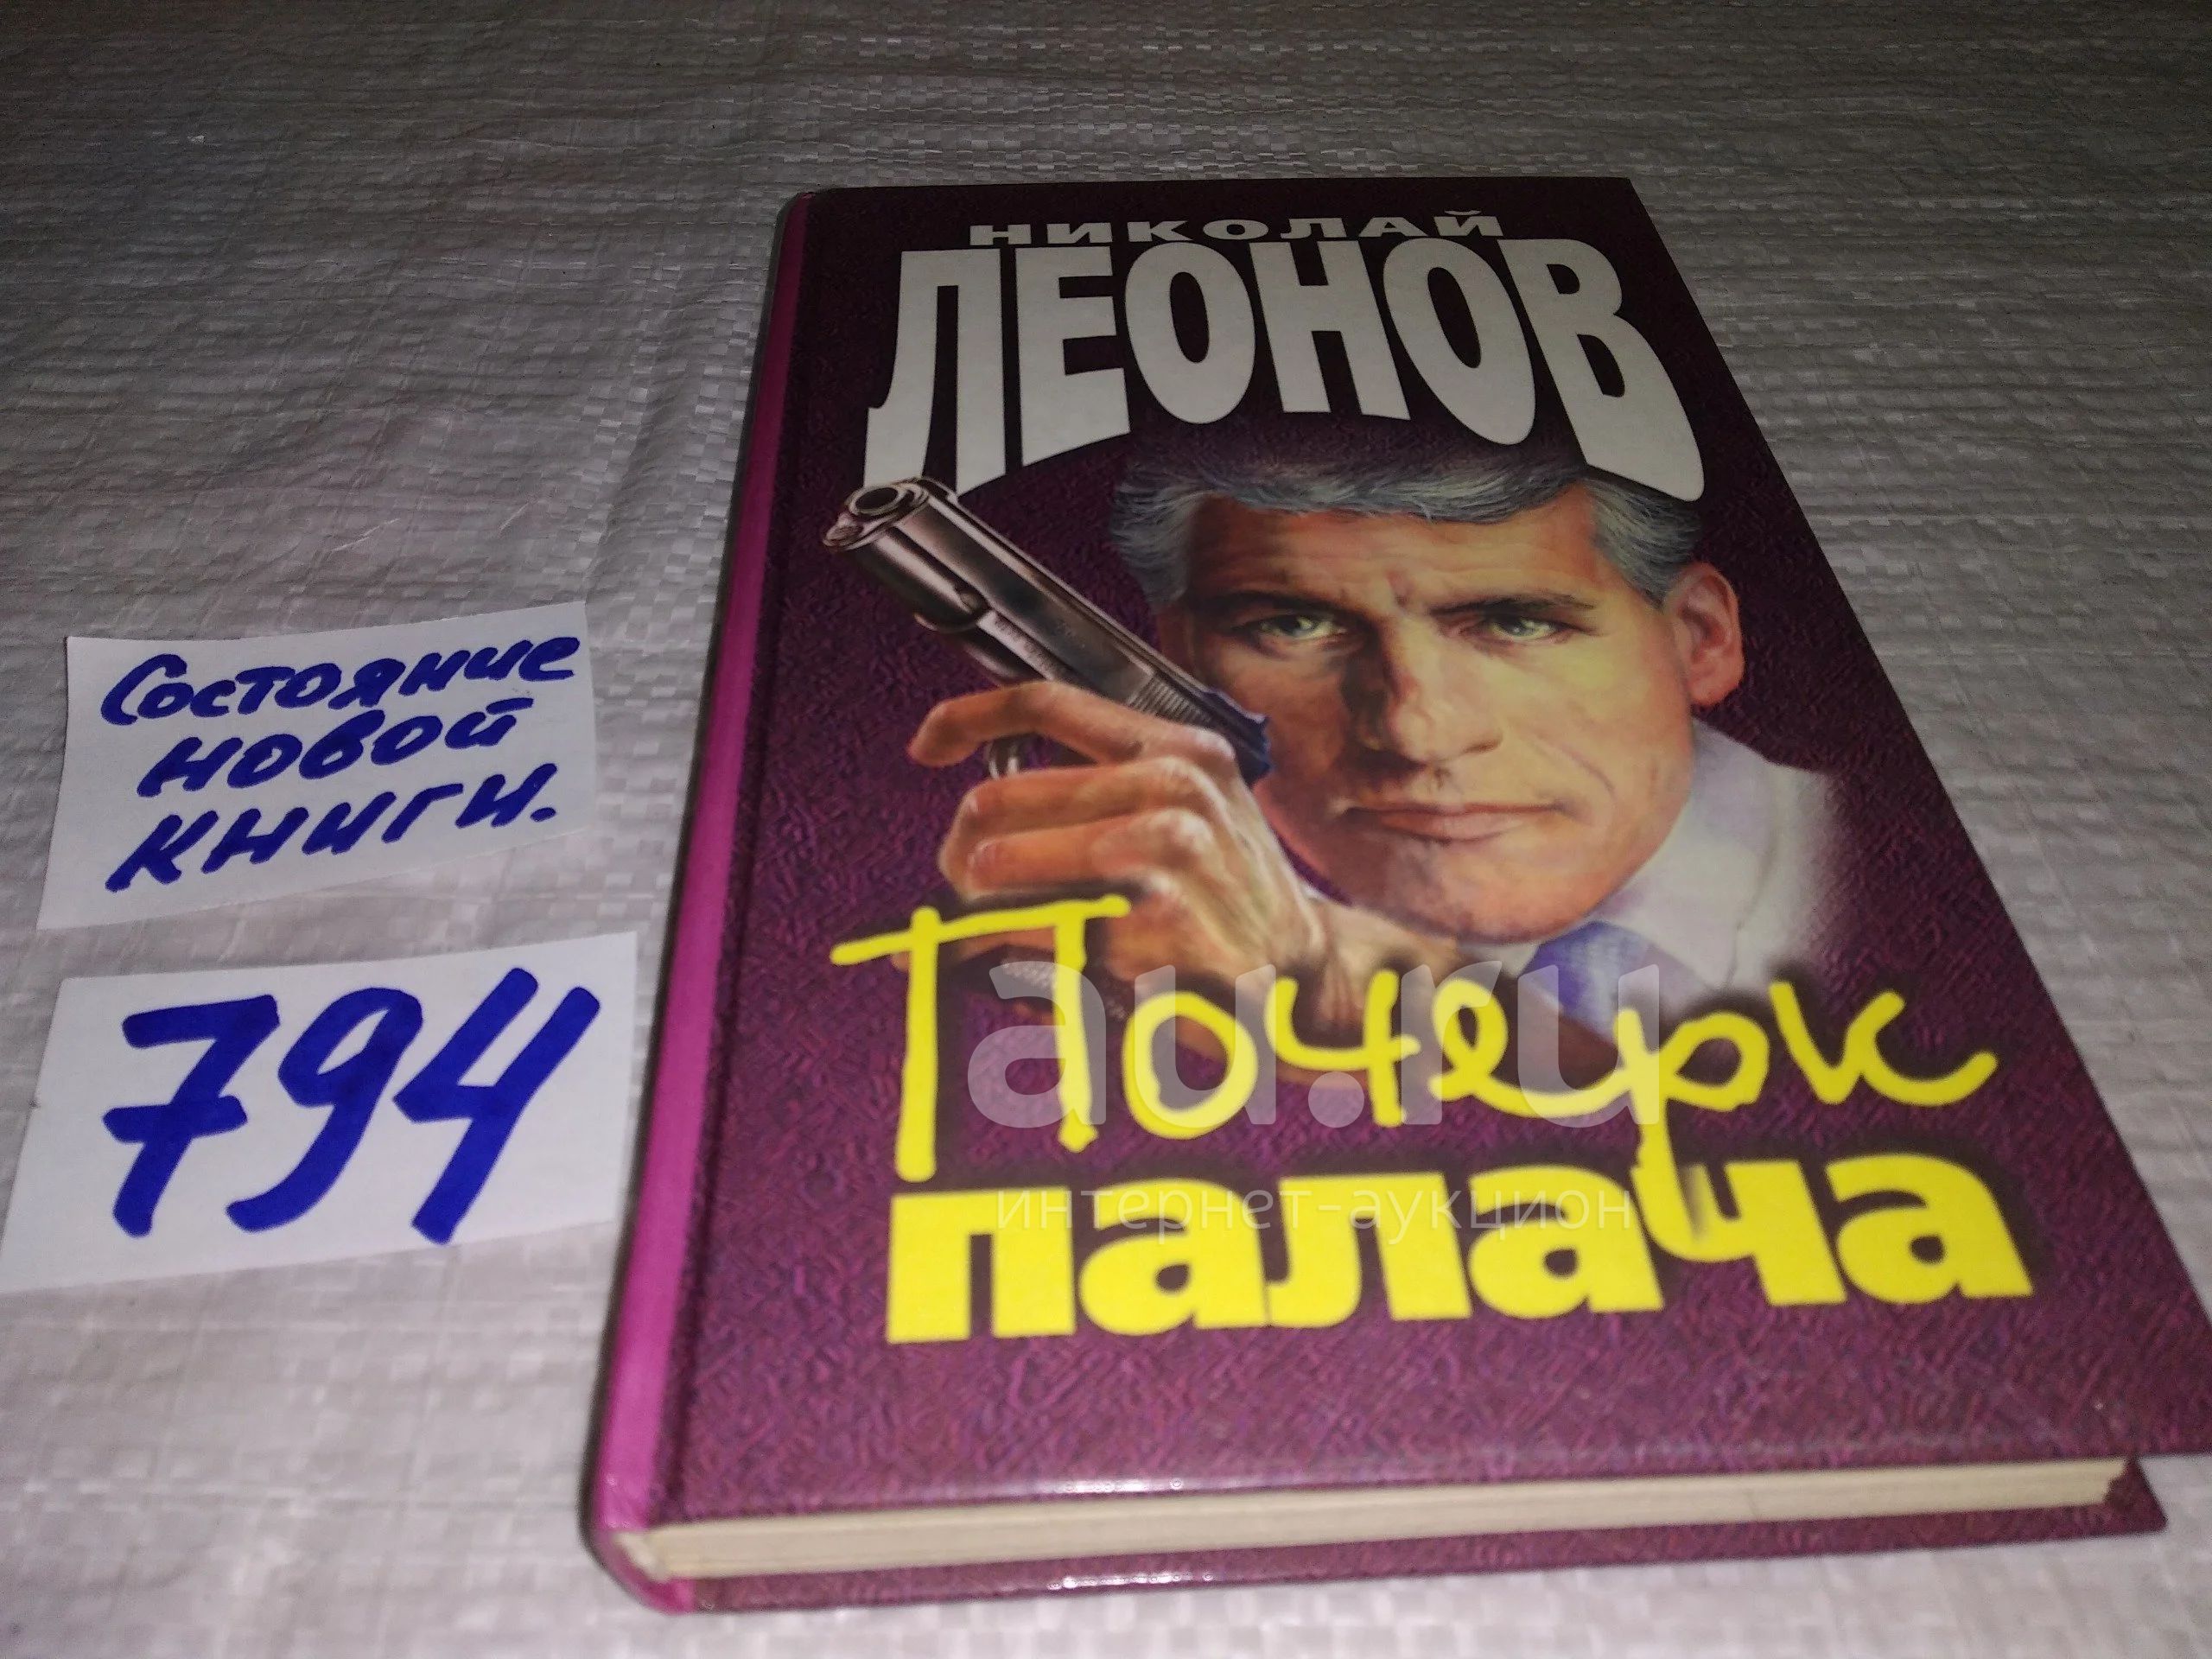 НИКОЛАЙ
ЛЕОНОВ
Состояние
новой
книги.
794
Почерк
палача
au.ru
интернет-аукцион